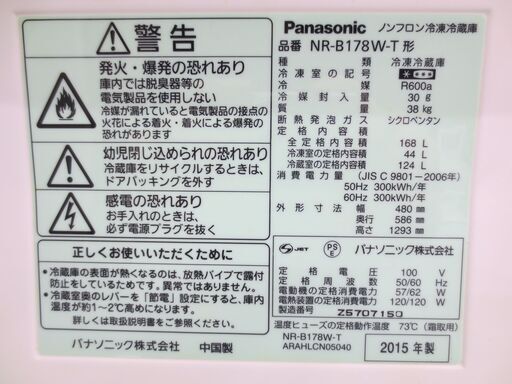 警告
発火・爆発の恐れあり
庫内では脱臭器等の
電気製品を使用しない
冷媒が漏れていると電気製品の接点の
火花による着火・着火による爆発の
恐れあり
幼児閉じ込められの恐れあり
冷蔵庫をリサイクルするときは、
ドアパッキングを外す
感電の恐れあり
お手入れのときは、
必ず電源プラグを抜く
正しくお使いいただくために
・冷蔵庫の表面が熱くなるのは、放熱パイプで露付
防止をしているためです。異常ではありません。
・冷蔵室奥のレバーを「節電」設定にすると、庫内
温度が約1〜2℃高めになります。
詳しくは取扱説明書をご参考にしてください。
パナソニック株式会社 中国製
Panasonic ノンフロン冷凍冷蔵庫
品番 NR-B178W-T 形
種類 冷凍冷蔵庫
冷凍室の記号
冷媒 R600a
冷媒封入量 30g
質量 38kg
断熱発泡ガス シクロペンタン
定格内容積
全定格内容積 168 L
冷凍室の定格内容積 44 L
冷蔵室の定格内容積 124 L
消費電力量 (JIS C 9801-2006年)
50Hz 300kWh/年
60Hz 300kWh/年
外形寸法 幅 480 mm
奥行 586 mm
高さ 1293 mm
JET PS E パナソニック株式会社
定格電圧 100 V
定格周波数 50/60 Hz
電動機の定格消費電力 57/62 W
電熱装置の定格消費電力 120/120 W
製造番号 Z5707150
温度ヒューズの定格動作温度 73℃ (霜取用)
NR-B178W-T
ARAHLCN05040
2015 年製